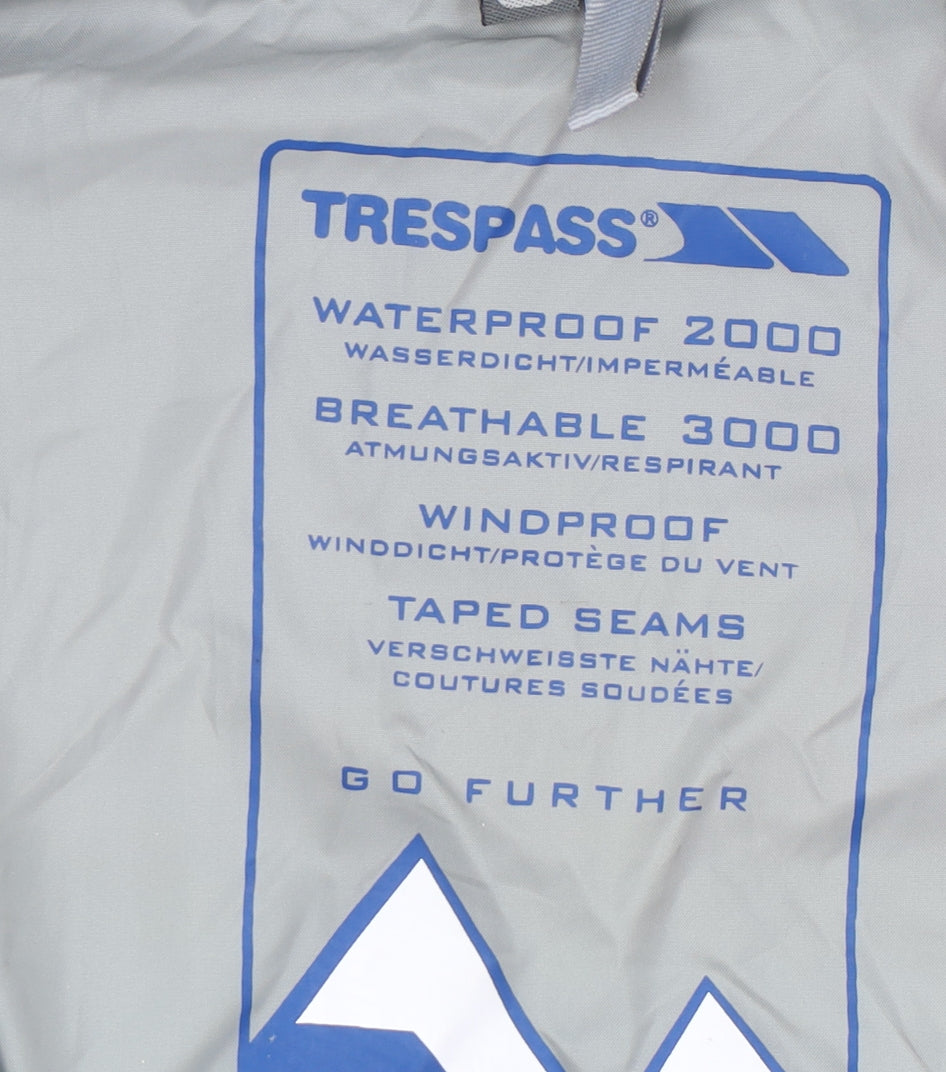 TRESPASS®
WATERPROOF 2000
WASSERDICHT/IMPERMÉABLE
BREATHABLE 3000
ATMUNGSAKTIV/RESPIRANT
WINDPROOF
WINDDICHT/PROTÈGE DU VENT
TAPED SEAMS
VERSCHWEISSTE NÄHTE/
COUTURES SOUDÉES
GO FURTHER